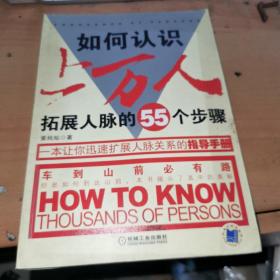 如何认识
上万人
拓展人脉的55个步骤
一本让你迅速扩展人脉关系的指导手册
车到山前必有路
HOW TO KNOW
THOUSANDS OF PERSONS
机械工业出版社